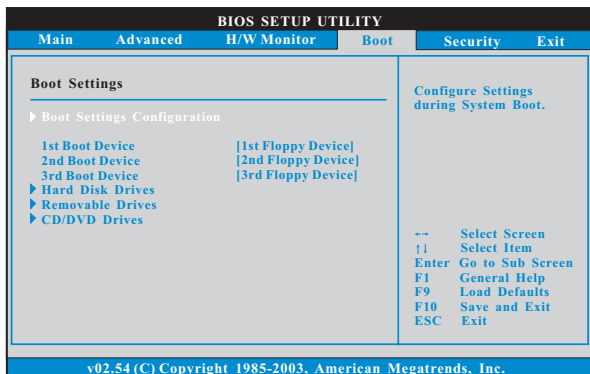 BIOS SETUP UTILITY
Main Advanced H/W Monitor Boot Security Exit
Boot Settings
Boot Settings Configuration
1st Boot Device [1st Floppy Device]
2nd Boot Device [2nd Floppy Device]
3rd Boot Device [3rd Floppy Device]
Hard Disk Drives
Removable Drives
CD/DVD Drives
Configure Settings
during System Boot.
←→ Select Screen
↑↓ Select Item
Enter Go to Sub Screen
F1 General Help
F9 Load Defaults
F10 Save and Exit
ESC Exit
v02.54 (C) Copyright 1985-2003, American Megatrends, Inc.